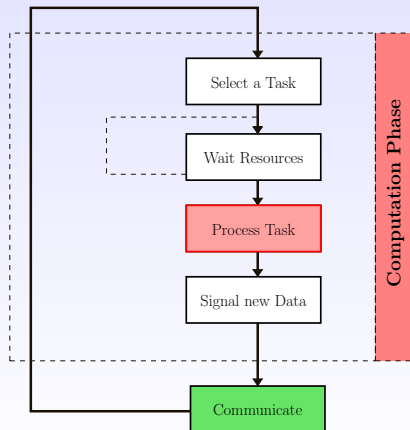 Select a Task
Wait Resources
Process Task
Signal new Data
Communicate
Computation Phase